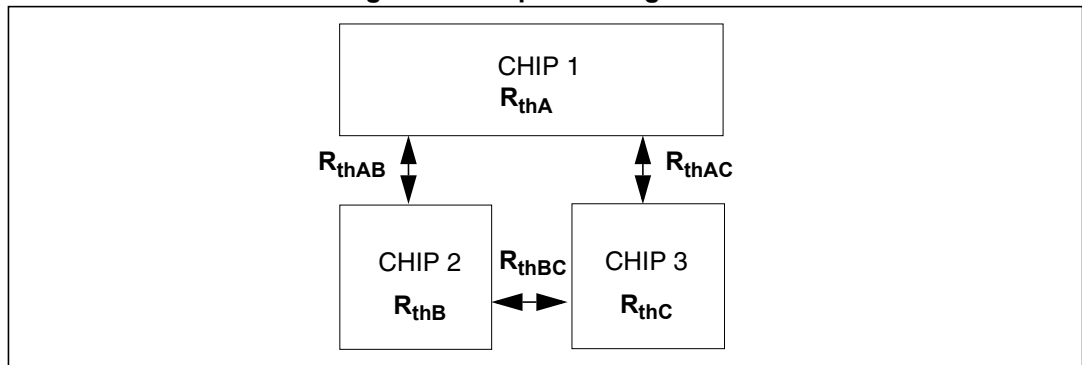 CHIP 1
RthA
RthAB
RthAC
CHIP 2
RthB
RthBC
CHIP 3
RthC